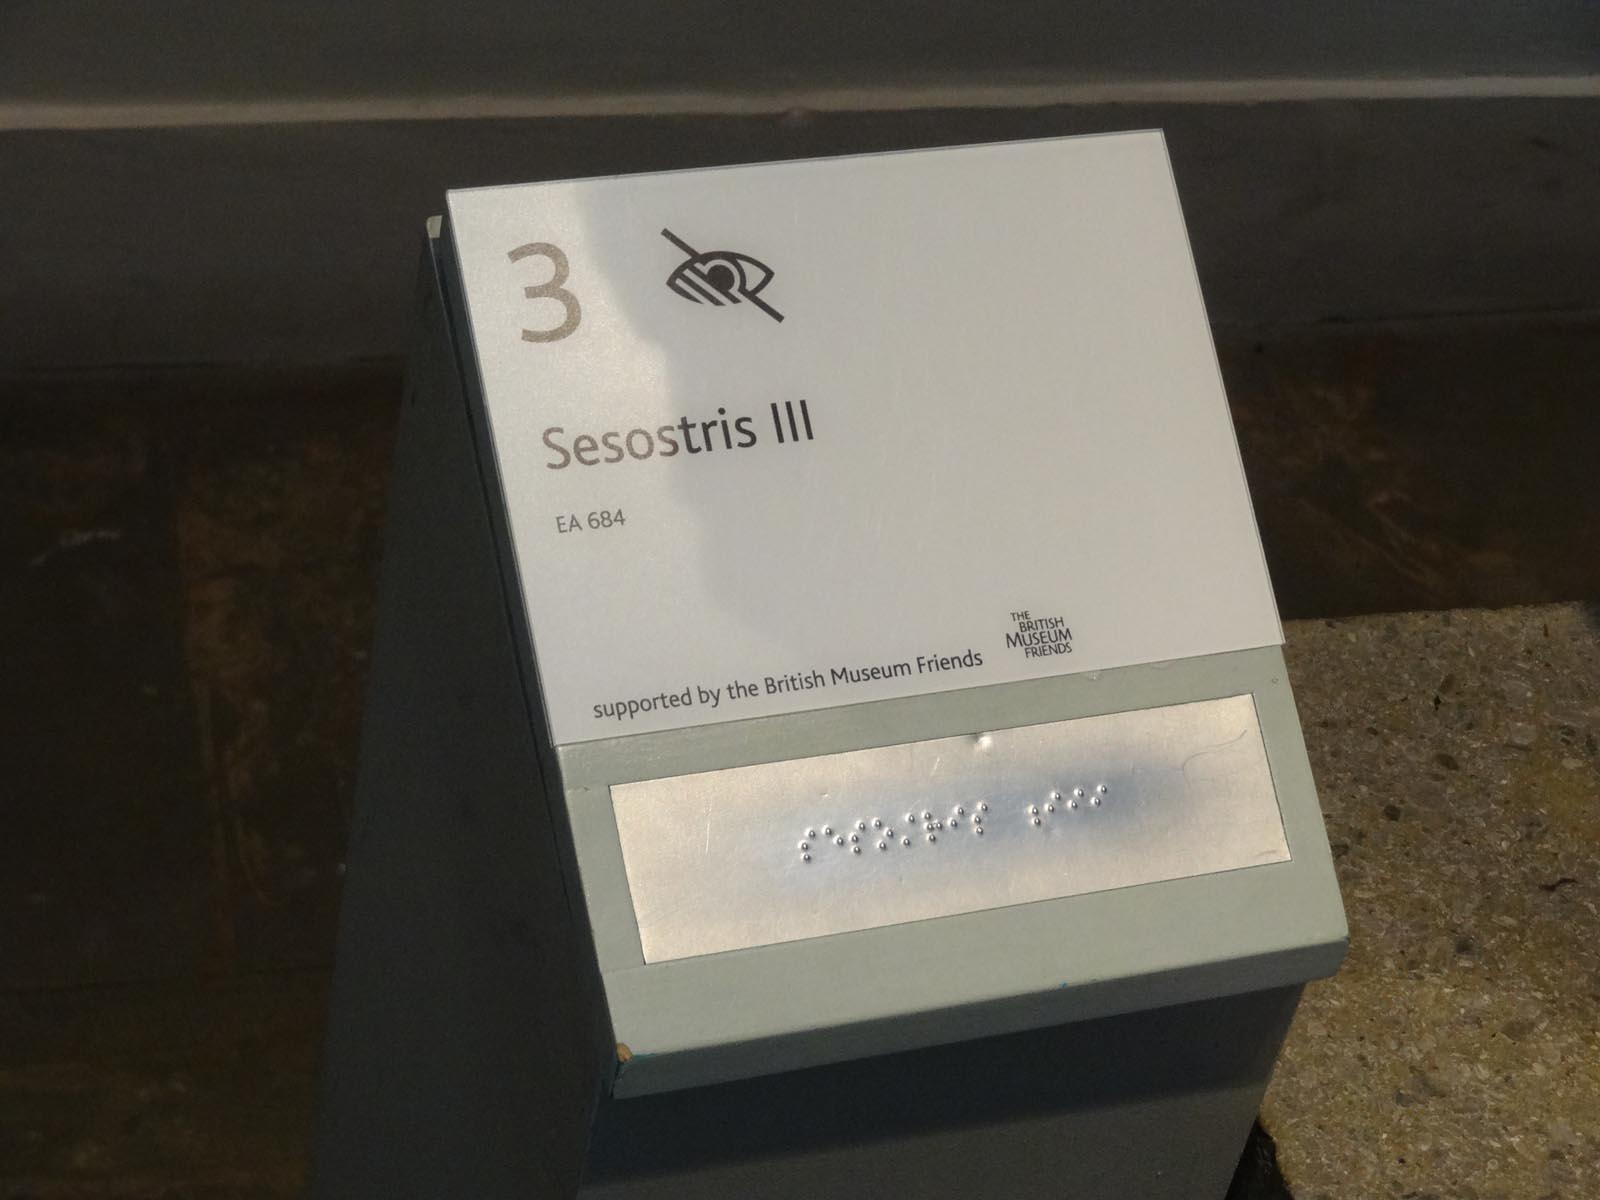 3
Sesostris III
EA 684
supported by the British Museum Friends
THE
BRITISH
MUSEUM
FRIENDS
⠎⠑⠎⠕⠌⠗⠊⠎ ⠰⠊⠊⠊